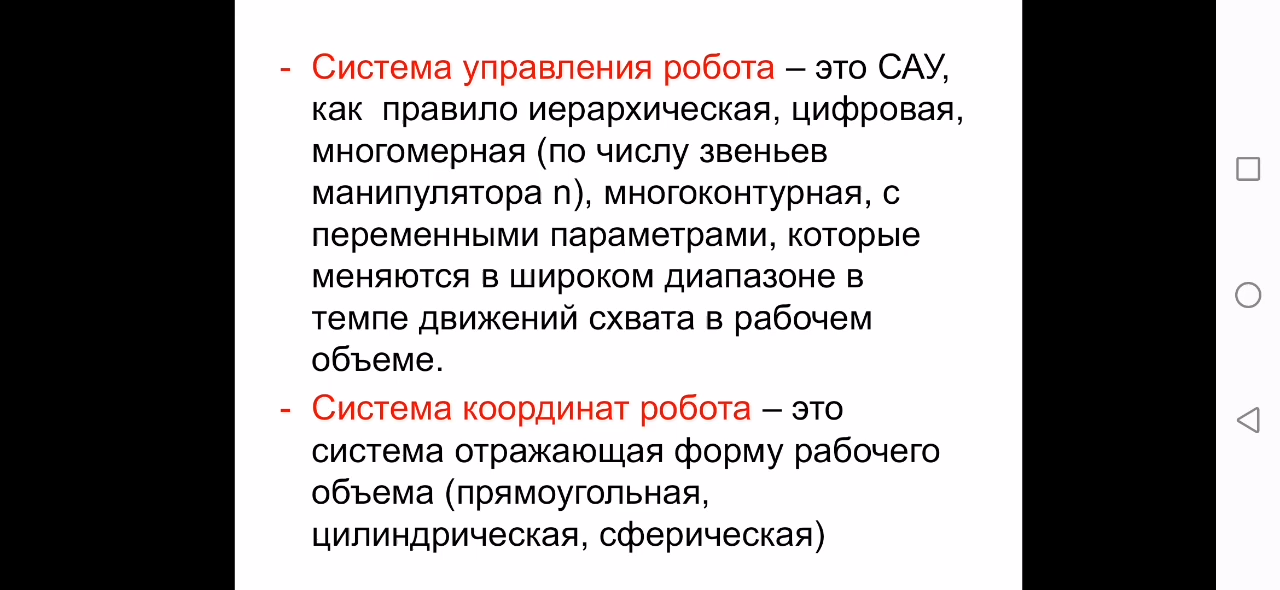 - Система управления робота – это САУ,
как  правило иерархическая, цифровая,
многомерная (по числу звеньев
манипулятора n), многоконтурная, с
переменными параметрами, которые
меняются в широком диапазоне в
темпе движений схвата в рабочем
объеме.
- Система координат робота – это
система отражающая форму рабочего
объема (прямоугольная,
цилиндрическая, сферическая)